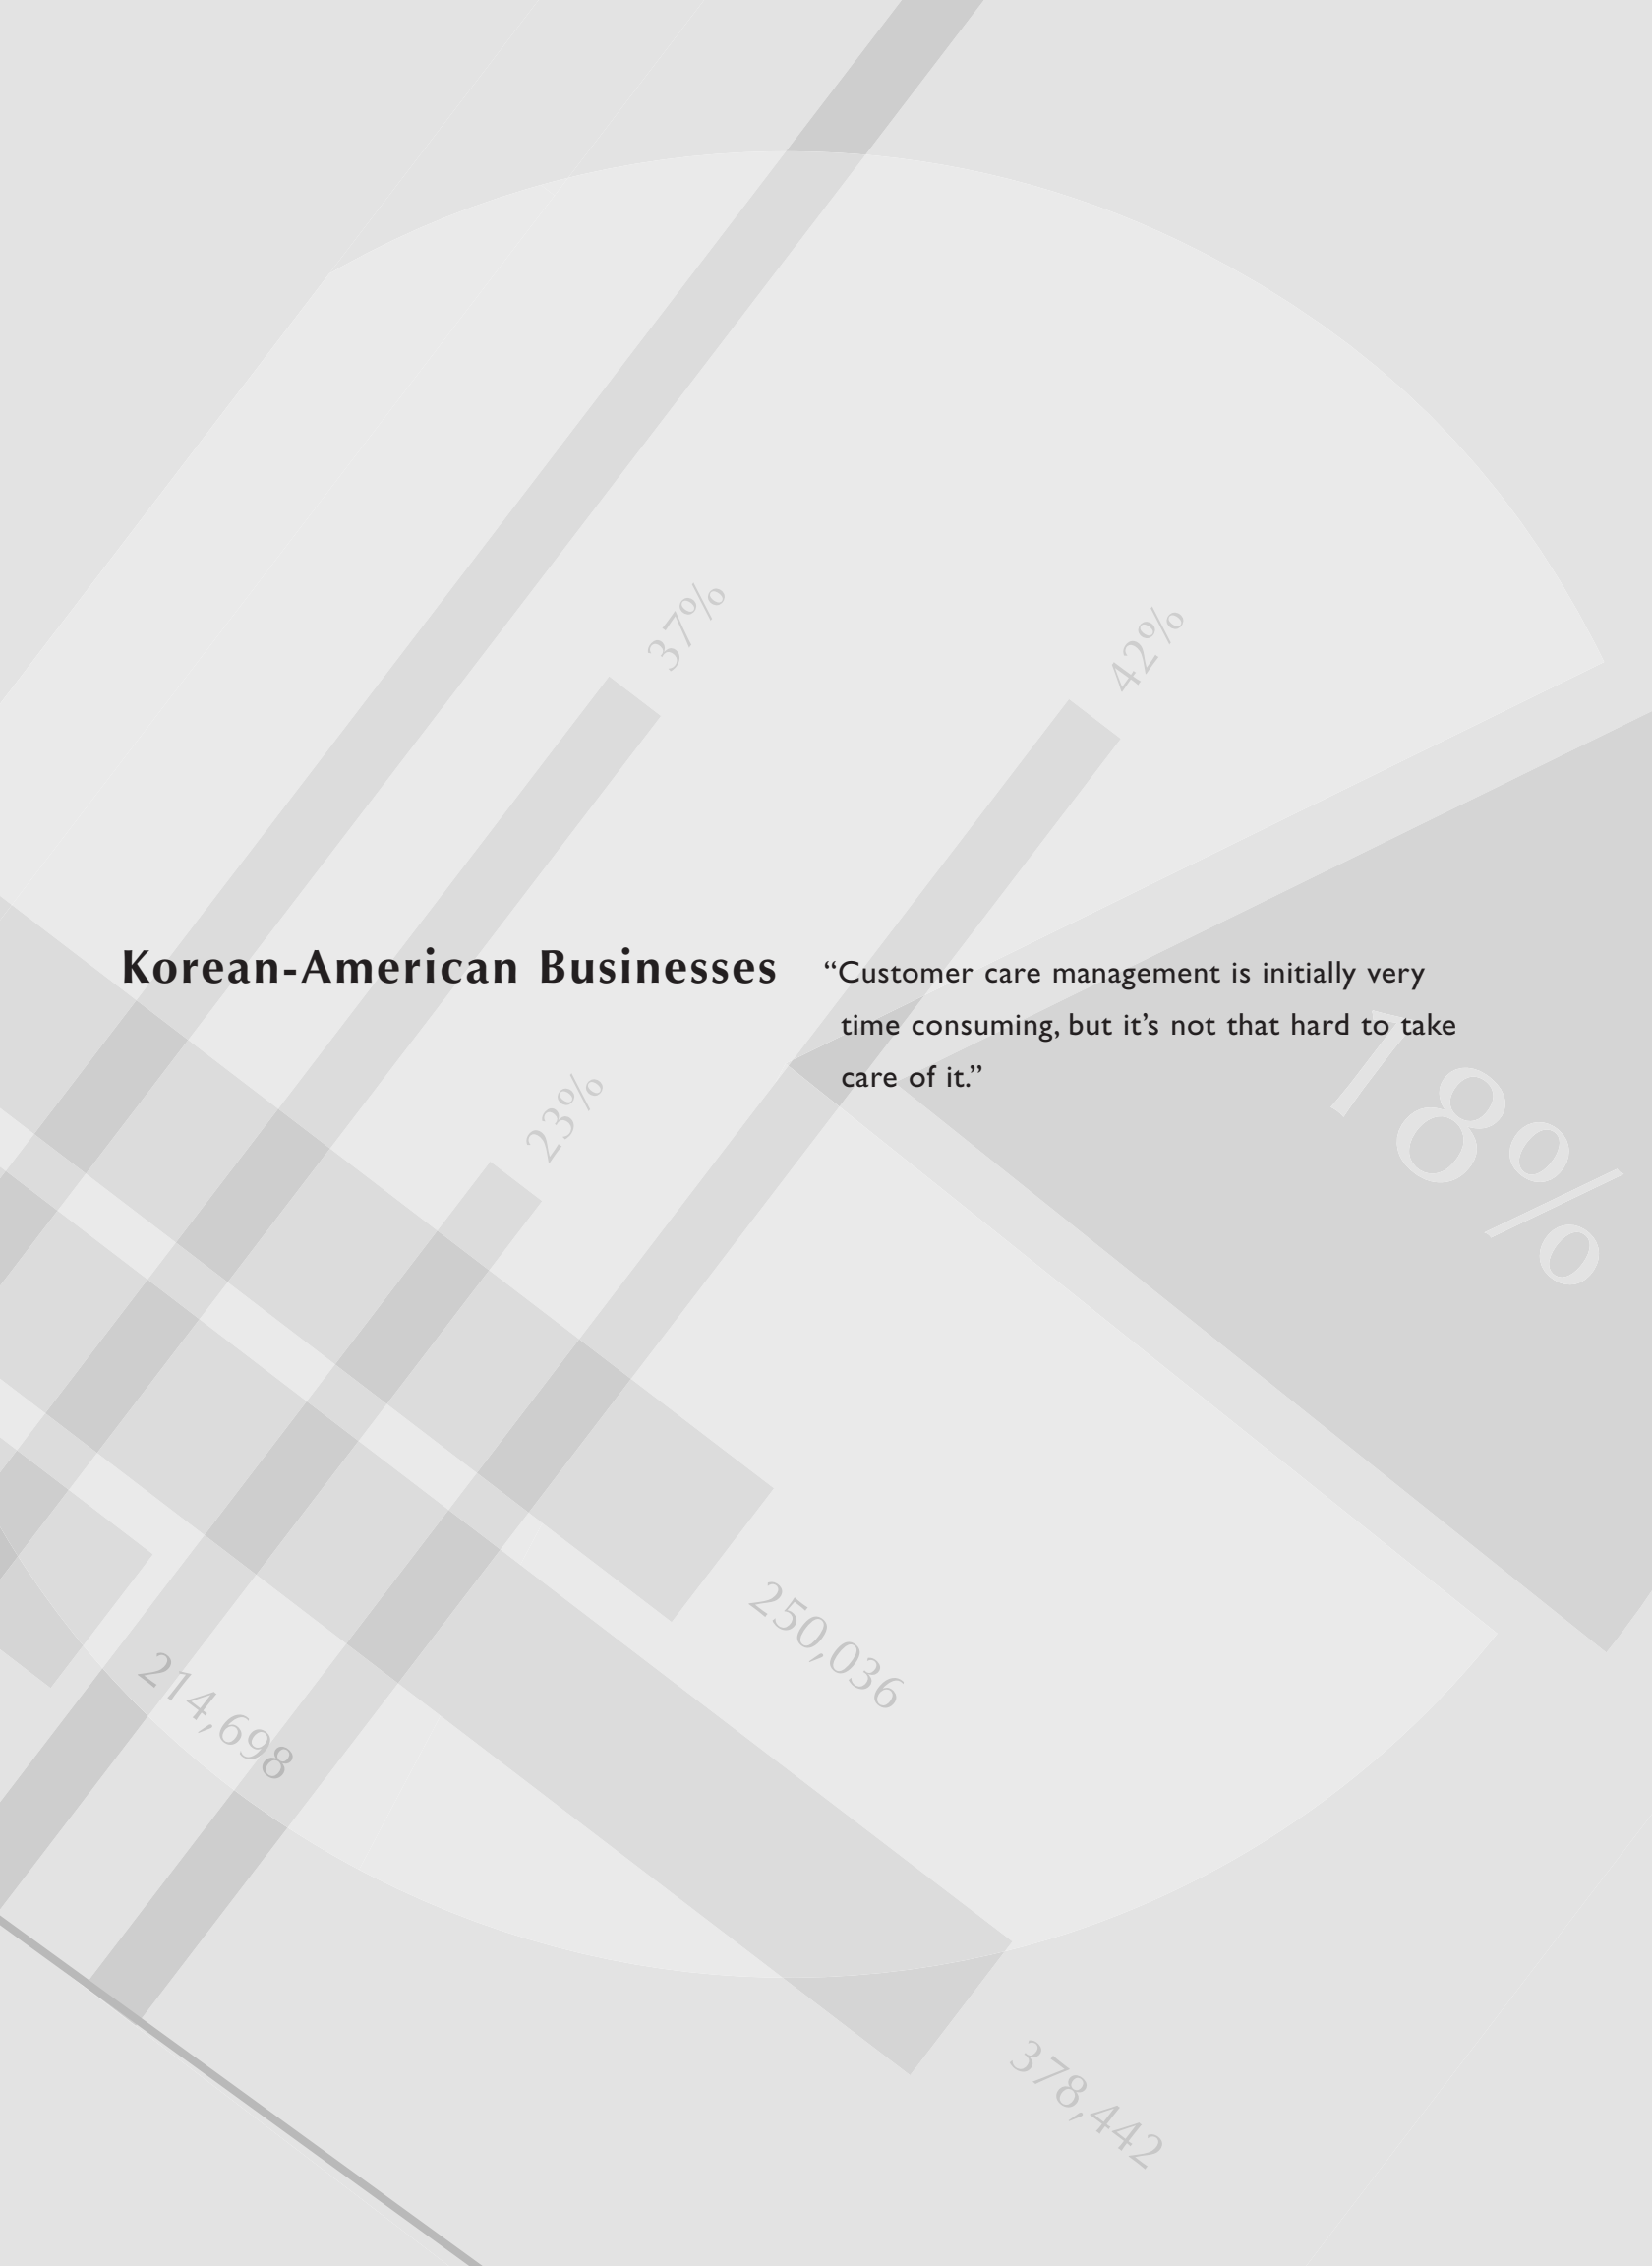 37%
42%
Korean-American Businesses
“Customer care management is initially very
time consuming, but it’s not that hard to take
care of it.”
18%
23%
250,036
214,698
378,442